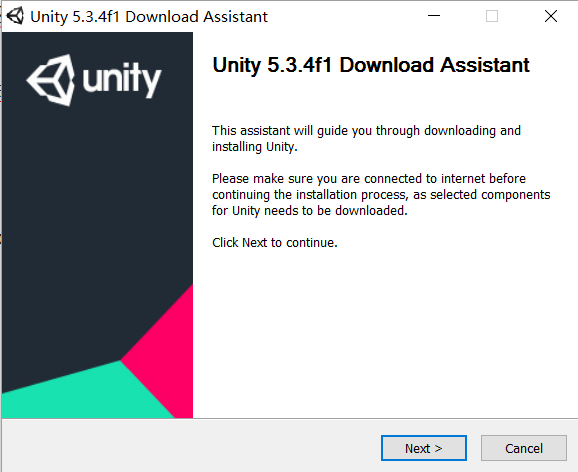 Unity 5.3.4f1 Download Assistant
unity
Unity 5.3.4f1 Download Assistant
This assistant will guide you through downloading and
installing Unity.
Please make sure you are connected to internet before
continuing the installation process, as selected components
for Unity needs to be downloaded.
Click Next to continue.
Next >
Cancel